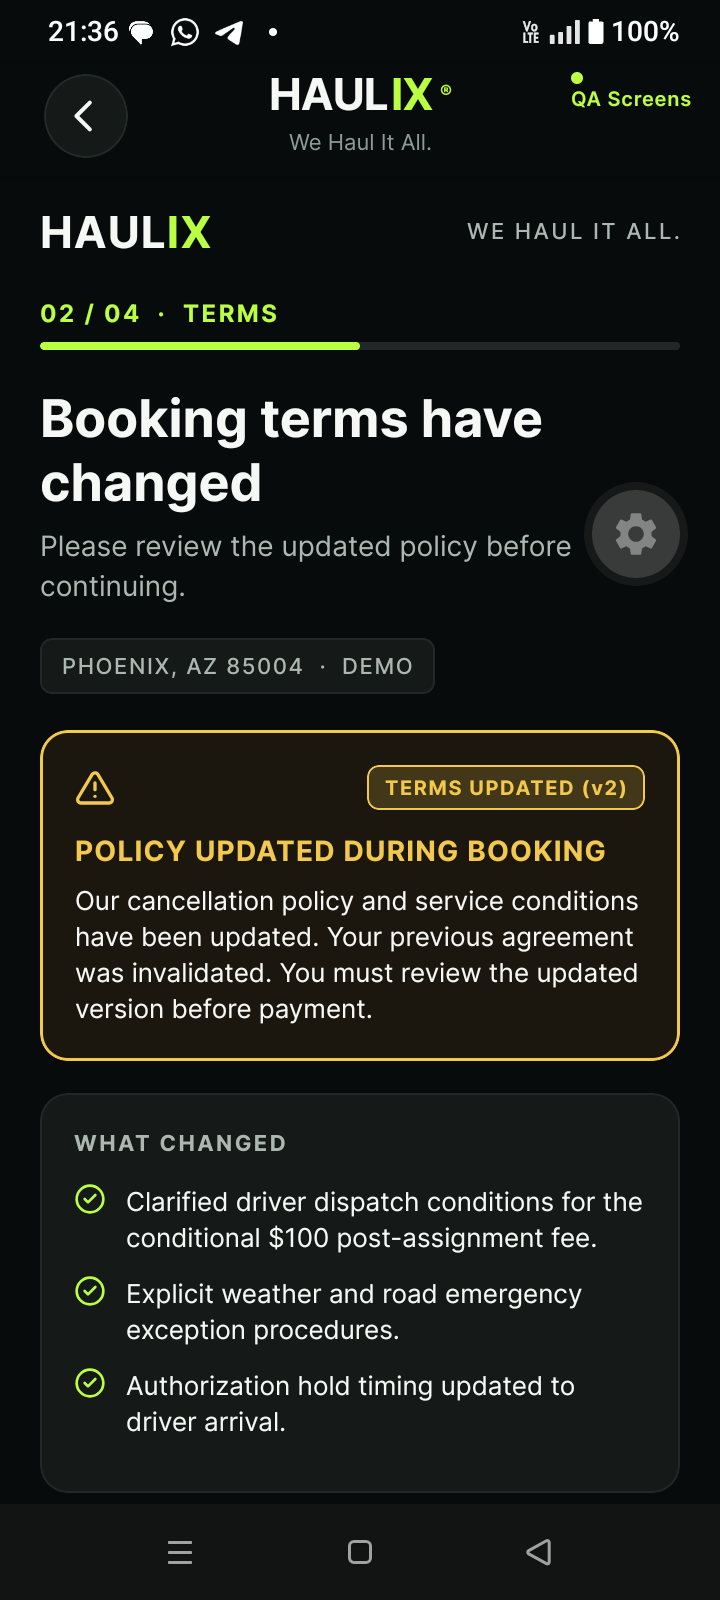 21:36
Vo LTE
100%
HAULIX®
QA Screens
We Haul It All.
HAULIX
WE HAUL IT ALL.
02 / 04 · TERMS
Booking terms have
changed
Please review the updated policy before
continuing.
PHOENIX, AZ 85004 · DEMO
TERMS UPDATED (v2)
POLICY UPDATED DURING BOOKING
Our cancellation policy and service conditions
have been updated. Your previous agreement
was invalidated. You must review the updated
version before payment.
WHAT CHANGED
Clarified driver dispatch conditions for the
conditional $100 post-assignment fee.
Explicit weather and road emergency
exception procedures.
Authorization hold timing updated to
driver arrival.